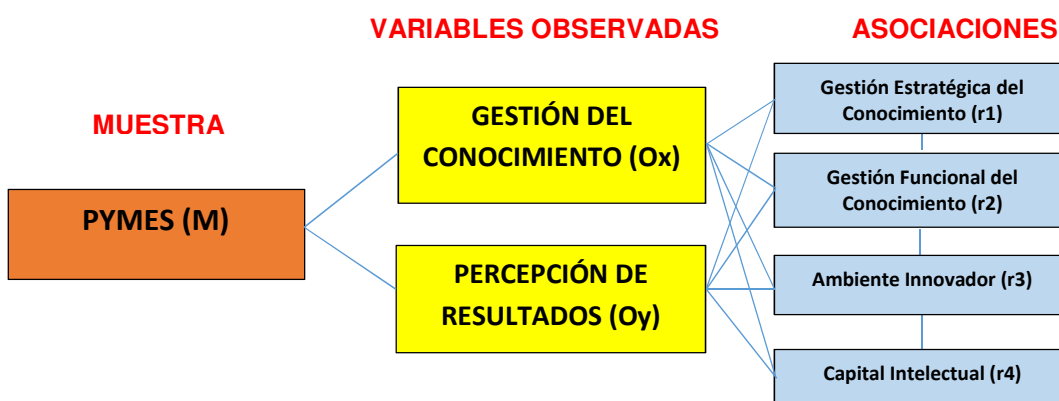 VARIABLES OBSERVADAS
ASOCIACIONES
MUESTRA
PYMES (M)
GESTIÓN DEL
CONOCIMIENTO (Ox)
PERCEPCIÓN DE
RESULTADOS (Oy)
Gestión Estratégica del
Conocimiento (r1)
Gestión Funcional del
Conocimiento (r2)
Ambiente Innovador (r3)
Capital Intelectual (r4)